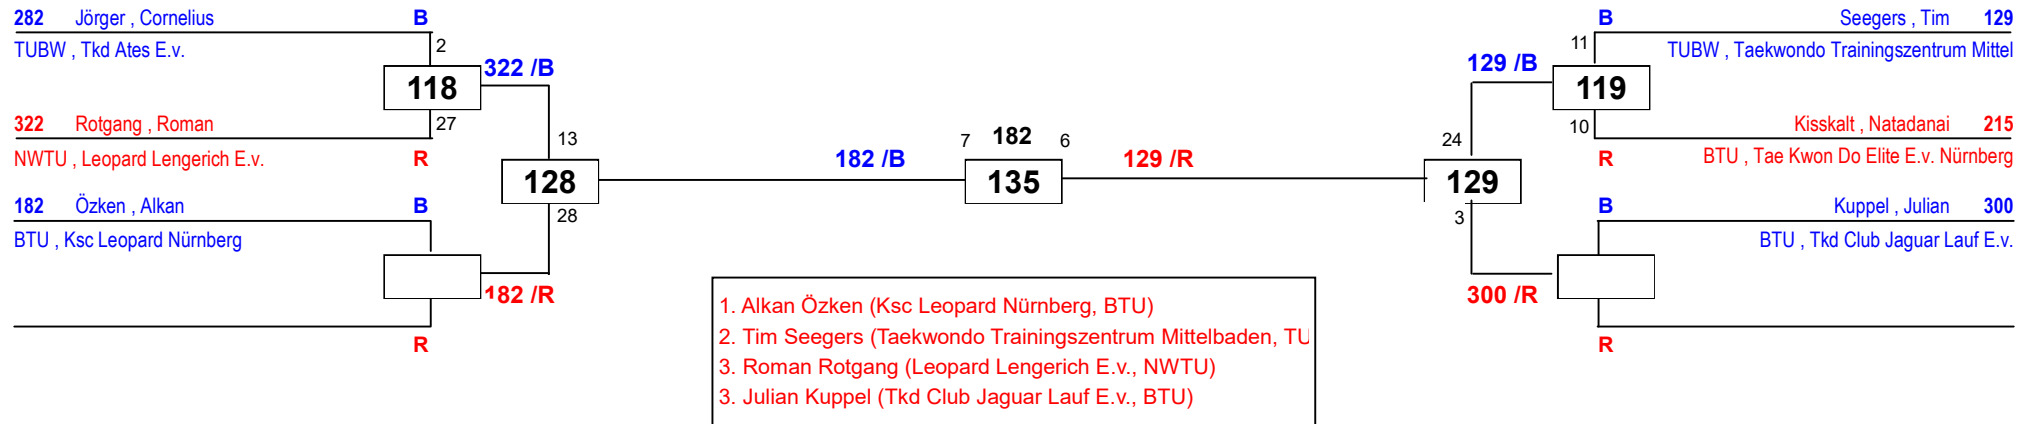 282 Jörger , Cornelius B
TUBW , Tkd Ates E.v.
2
118
322 /B
27
322 Rotgang , Roman
NWTU , Leopard Lengerich E.v. R
13
128
28
182 Özken , Alkan B
BTU , Ksc Leopard Nürnberg
182 /R
R
182 /B
7 182 6
135
129 /R
B Seegers , Tim 129
11
TUBW , Taekwondo Trainingszentrum Mittel
129 /B
119
10
Kisskalt , Natadanai 215
R BTU , Tae Kwon Do Elite E.v. Nürnberg
24
129
3
B Kuppel , Julian 300
BTU , Tkd Club Jaguar Lauf E.v.
300 /R
R
1. Alkan Özken (Ksc Leopard Nürnberg, BTU)
2. Tim Seegers (Taekwondo Trainingszentrum Mittelbaden, TU
3. Roman Rotgang (Leopard Lengerich E.v., NWTU)
3. Julian Kuppel (Tkd Club Jaguar Lauf E.v., BTU)